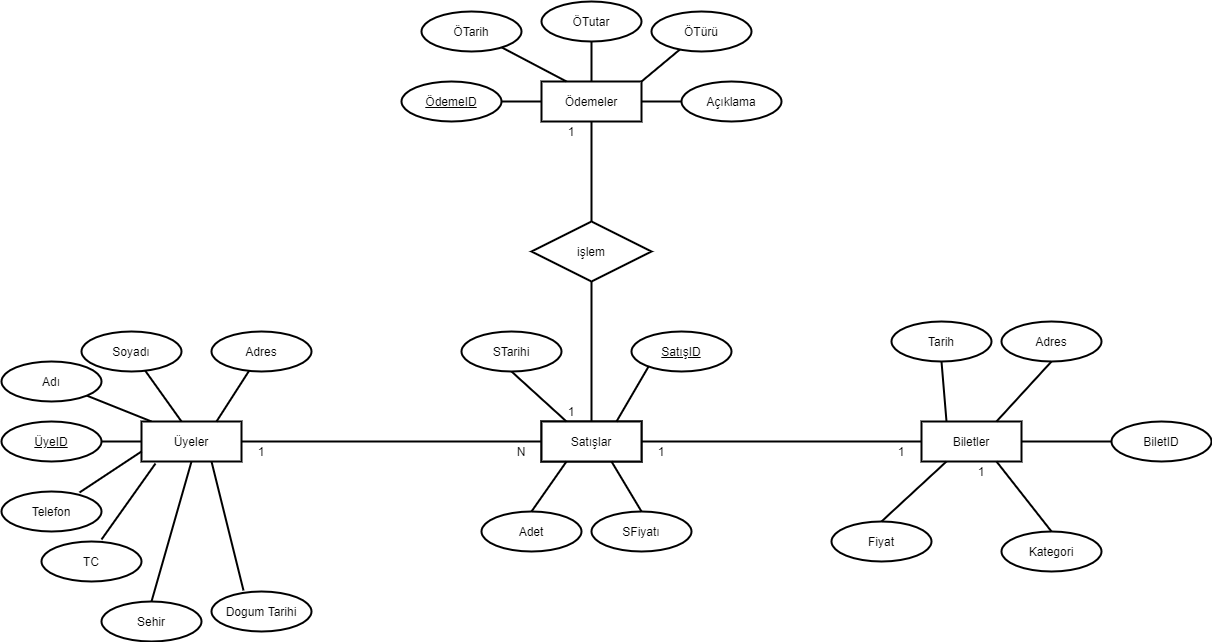 ÖTutar
ÖTarih
ÖTürü
ÖdemeID
Ödemeler
Açıklama
1
işlem
Soyadı
Adres
STarihi
SatışID
Tarih
Adres
Adı
1
ÜyeID
Üyeler
Satışlar
Biletler
BiletID
1
N
1
1
1
Telefon
Adet
SFiyatı
Fiyat
TC
Kategori
Sehir
Dogum Tarihi